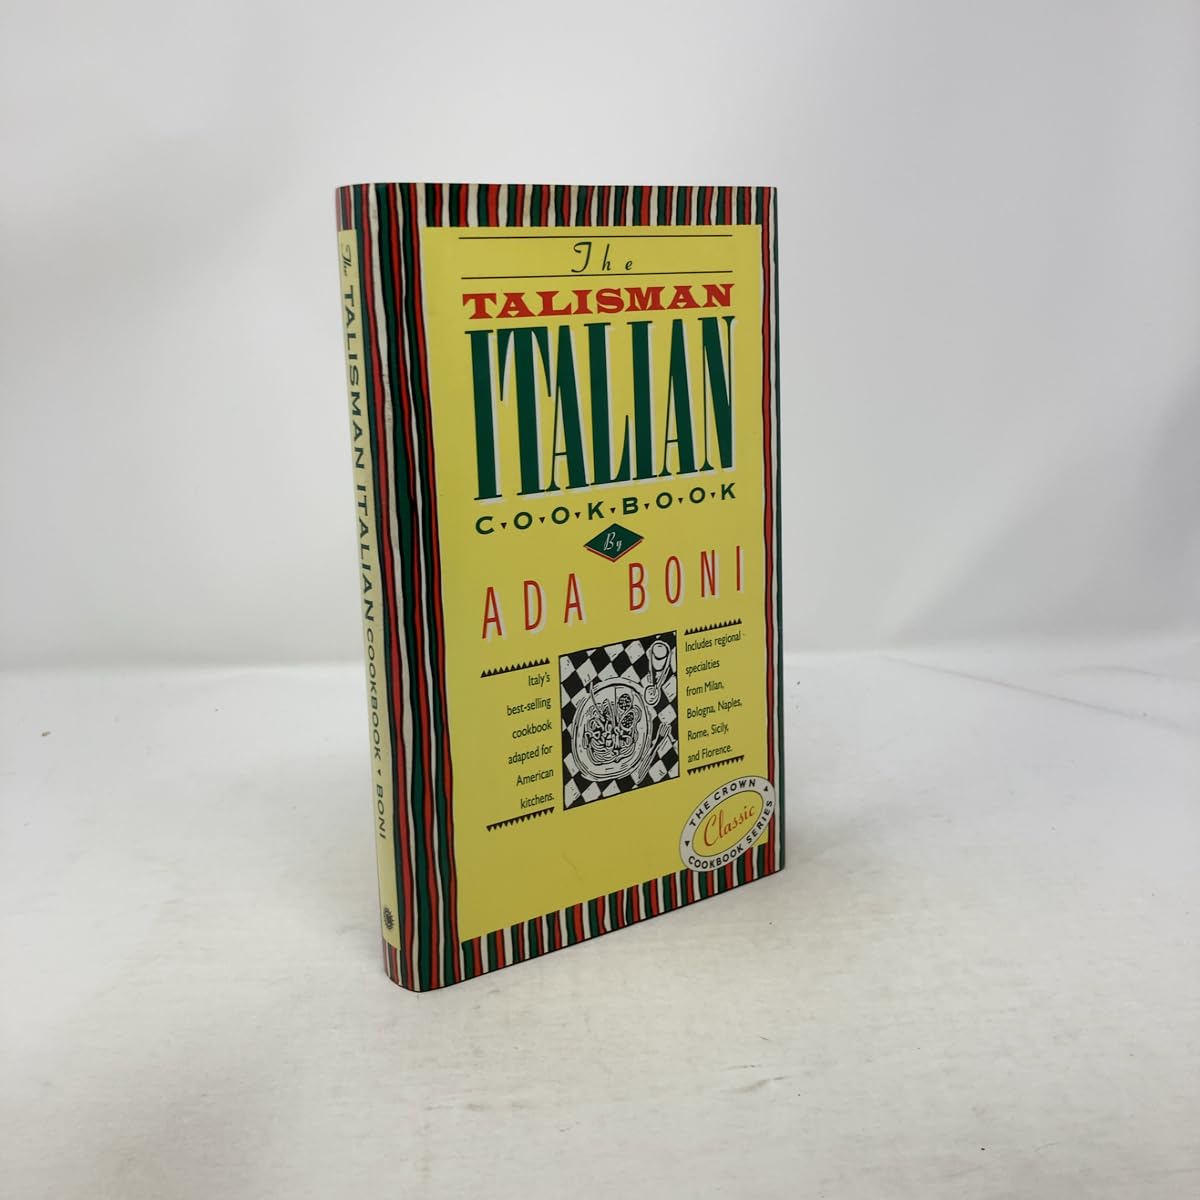 The
TALISMAN
ITALIAN
C▾O▾O▾K▾B▾O▾O▾K
By
ADA BONI
Italy's
best-selling
cookbook
adapted for
American
kitchens.
Includes regional
specialties
from Milan,
Bologna, Naples,
Rome, Sicily,
and Florence.
THE CROWN
Classic
COOKBOOK SERIES
The TALISMAN ITALIAN COOKBOOK ▾ BONI